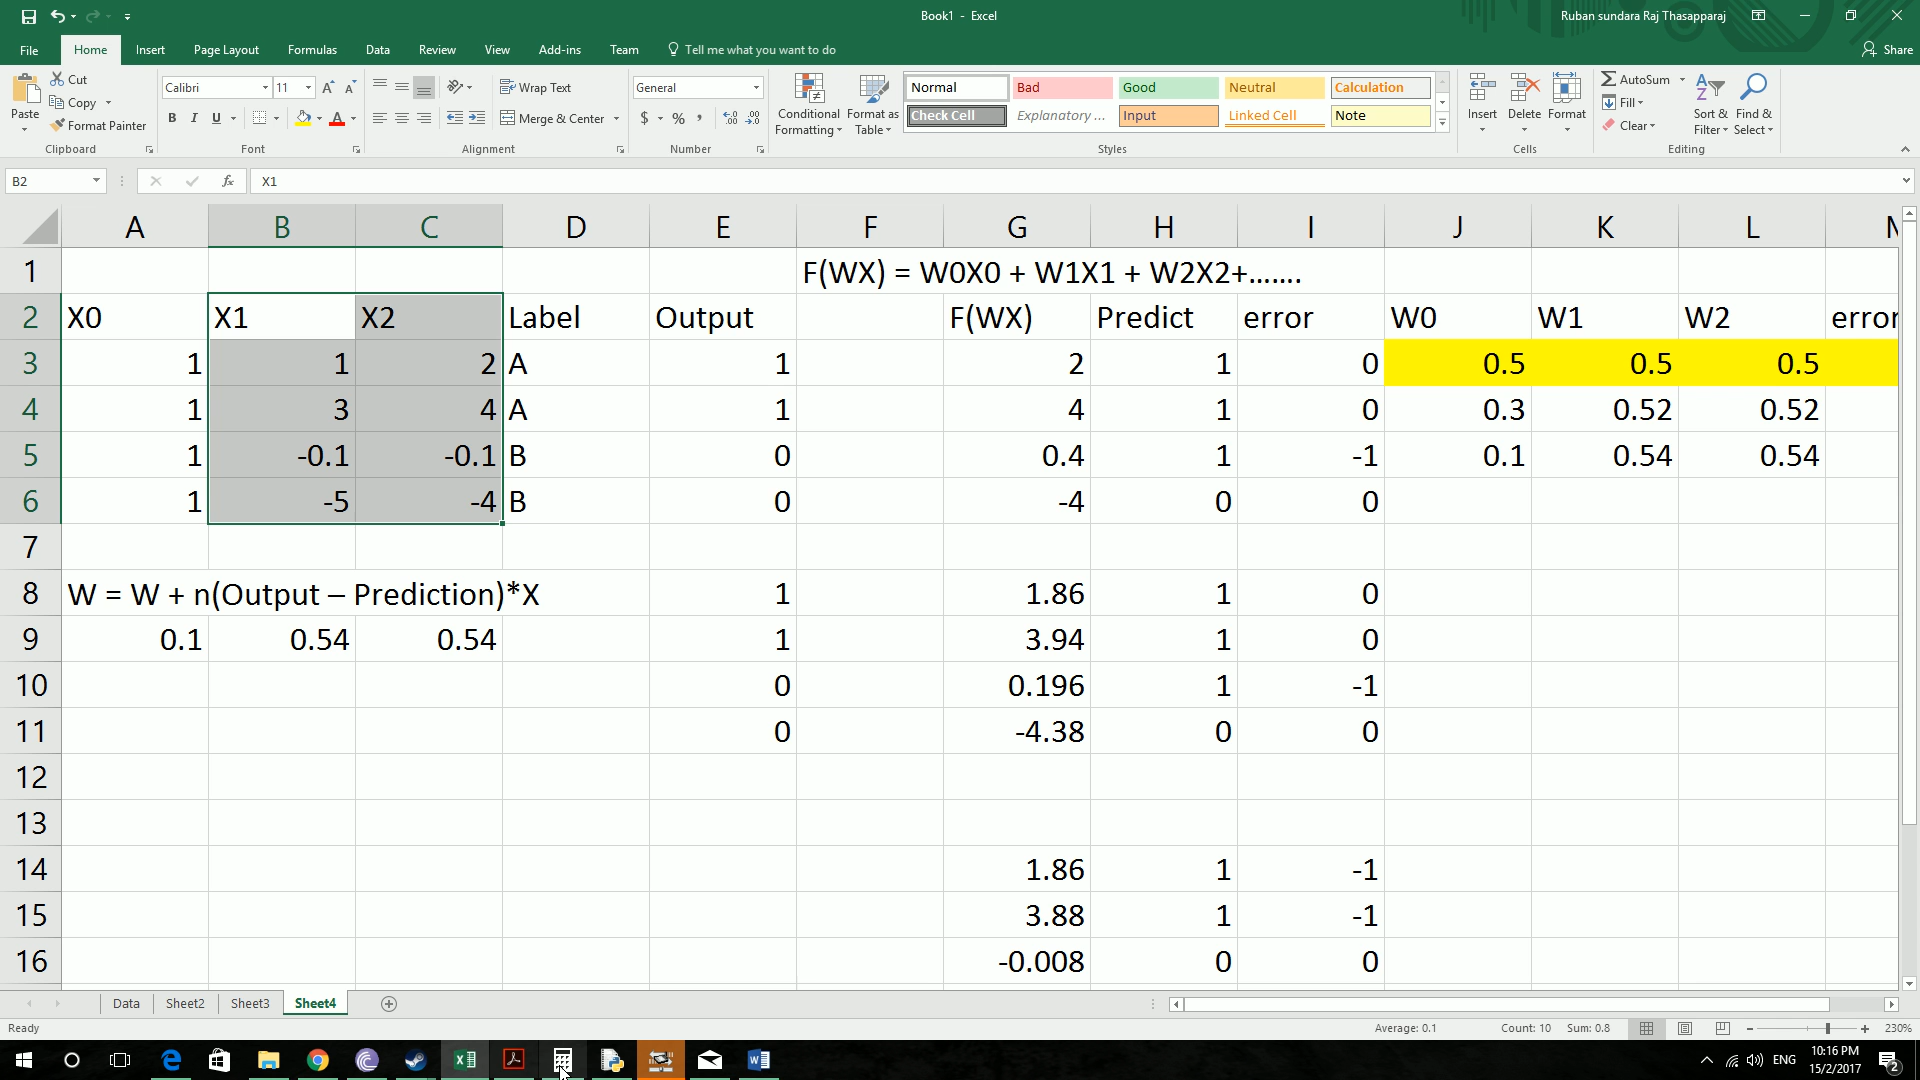 Book1 - Excel
Ruban sundara Raj Thasapparaj
File Home Insert Page Layout Formulas Data Review View Add-ins Team Tell me what you want to do Share
Paste
Cut
Copy
Format Painter
Clipboard
Calibri 11
B I U
Font
Wrap Text
Merge & Center
Alignment
General
$ % ,
Number
Conditional Formatting
Format as Table
Normal Bad Good Neutral Calculation
Check Cell Explanatory ... Input Linked Cell Note
Styles
Insert Delete Format
Cells
AutoSum
Fill
Clear
Sort & Filter
Find & Select
Editing
B2 fx X1
A B C D E F G H I J K L
1 F(WX) = W0X0 + W1X1 + W2X2+.......
2 X0 X1 X2 Label Output F(WX) Predict error W0 W1 W2 error
3 1 1 2 A 1 2 1 0 0.5 0.5 0.5
4 1 3 4 A 1 4 1 0 0.3 0.52 0.52
5 1 -0.1 -0.1 B 0 0.4 1 -1 0.1 0.54 0.54
6 1 -5 -4 B 0 -4 0 0
7
8 W = W + n(Output – Prediction)*X 1 1.86 1 0
9 0.1 0.54 0.54 1 3.94 1 0
10 0 0.196 1 -1
11 0 -4.38 0 0
12
13
14 1.86 1 -1
15 3.88 1 -1
16 -0.008 0 0
Data Sheet2 Sheet3 Sheet4
Ready Average: 0.1 Count: 10 Sum: 0.8 230%
ENG 10:16 PM
15/2/2017
2